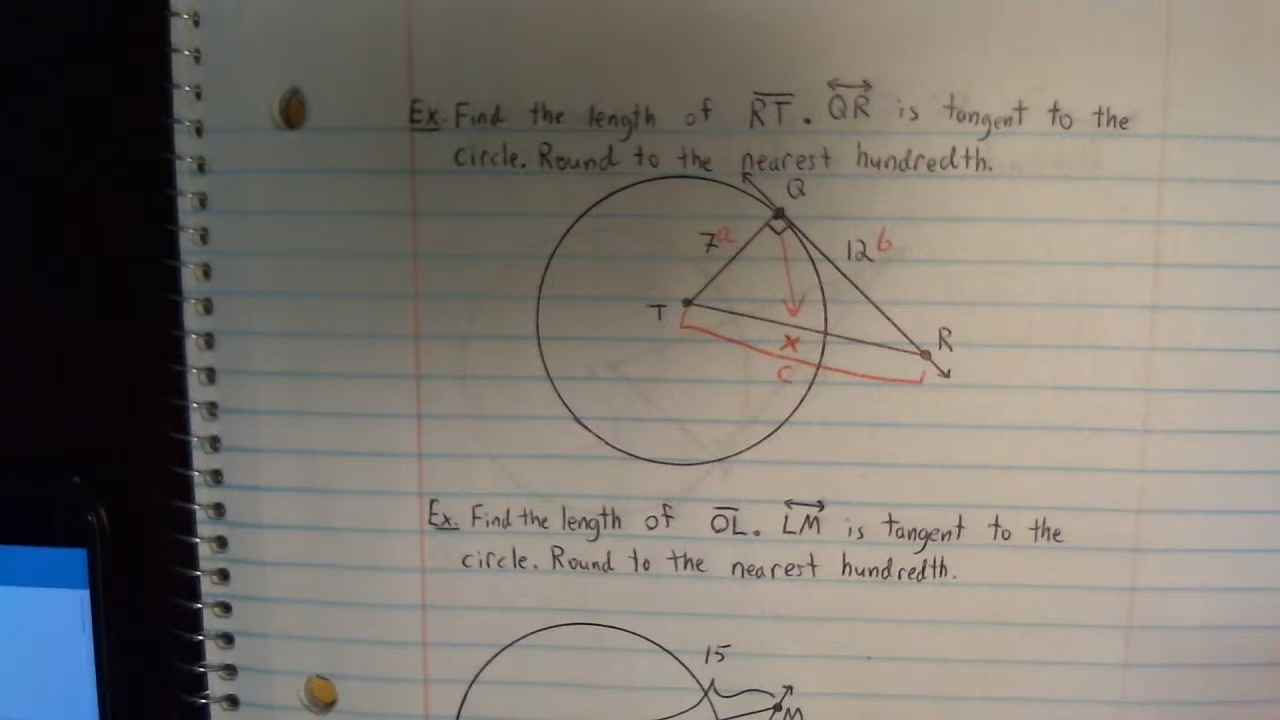 Ex. Find the length of RT. QR is tangent to the
circle. Round to the nearest hundredth.
Q
7 a
12 b
T
R
x
c
Ex. Find the length of OL. LM is tangent to the
circle. Round to the nearest hundredth.
15
M